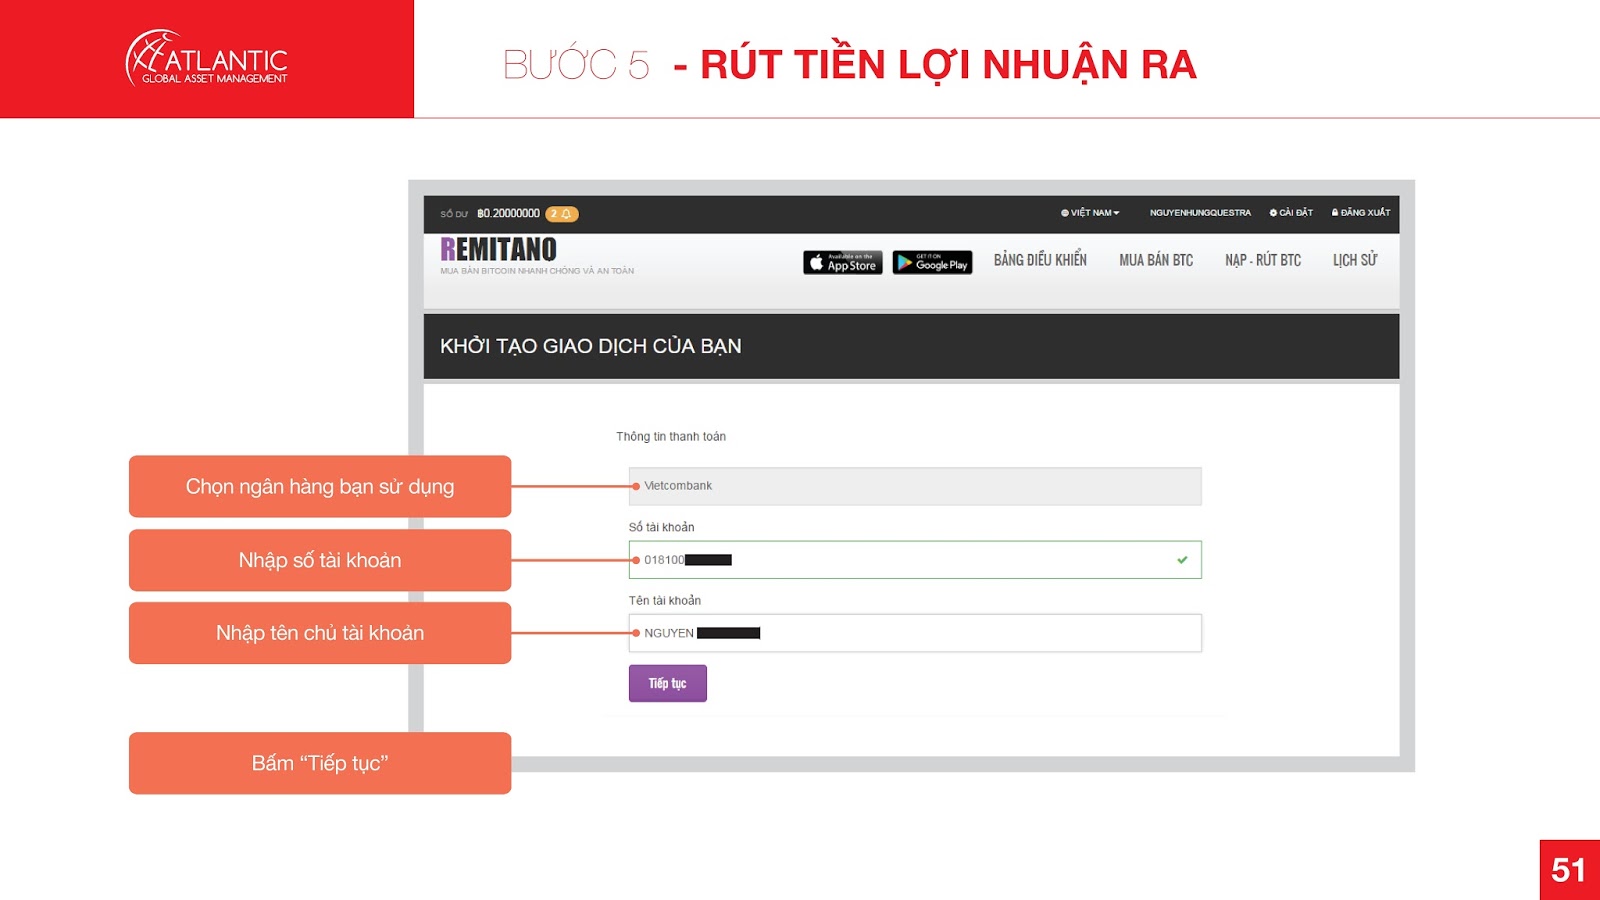 ATLANTIC
GLOBAL ASSET MANAGEMENT
BƯỚC 5 - RÚT TIỀN LỢI NHUẬN RA
SỐ DƯ ฿0.20000000 2
VIỆT NAM NGUYENHUNGQUESTRA CÀI ĐẶT ĐĂNG XUẤT
REMITANO
MUA BÁN BITCOIN NHANH CHÓNG VÀ AN TOÀN
Available on the
App Store
GET IT ON
Google Play
BẢNG ĐIỀU KHIỂN MUA BÁN BTC NẠP - RÚT BTC LỊCH SỬ
KHỞI TẠO GIAO DỊCH CỦA BẠN
Thông tin thanh toán
Chọn ngân hàng bạn sử dụng
Vietcombank
Số tài khoản
Nhập số tài khoản
018100
Tên tài khoản
Nhập tên chủ tài khoản
NGUYEN
Tiếp tục
Bấm “Tiếp tục”
51